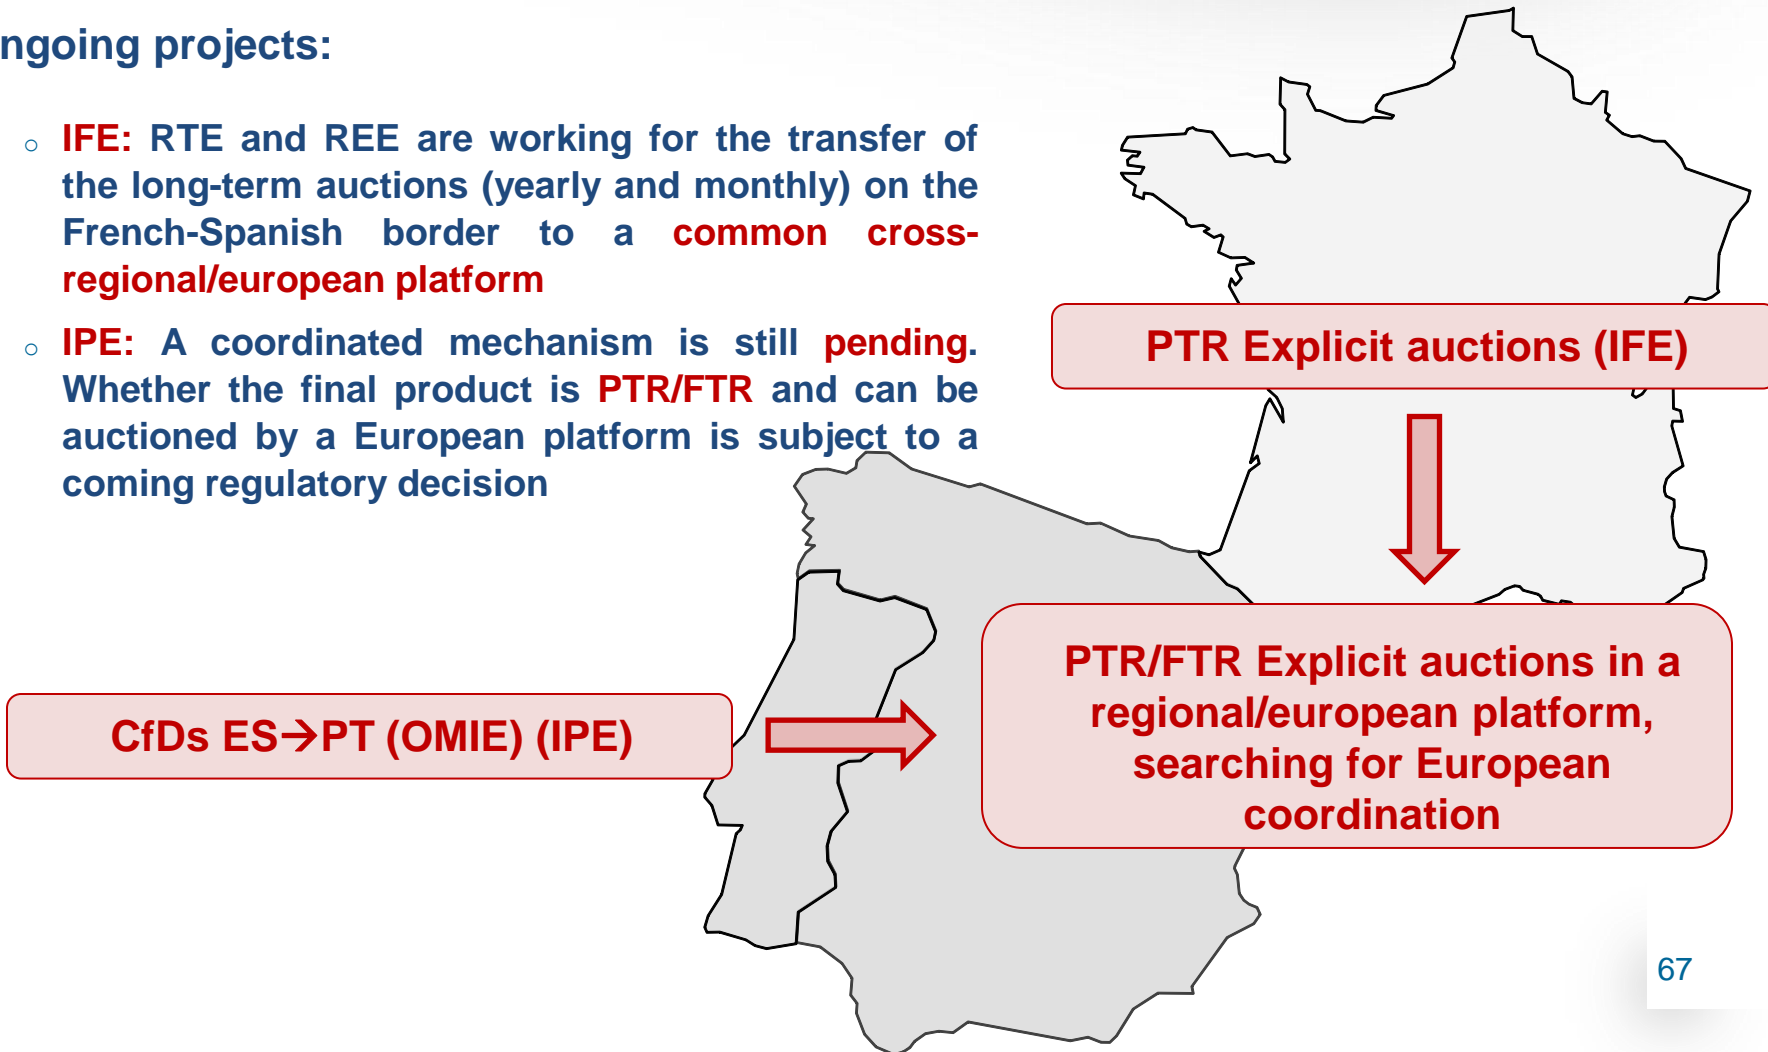 ngoing projects:
○ IFE: RTE and REE are working for the transfer of
the long-term auctions (yearly and monthly) on the
French-Spanish border to a common cross-
regional/european platform
○ IPE: A coordinated mechanism is still pending.
Whether the final product is PTR/FTR and can be
auctioned by a European platform is subject to a
coming regulatory decision
PTR Explicit auctions (IFE)
CfDs ES→PT (OMIE) (IPE)
PTR/FTR Explicit auctions in a
regional/european platform,
searching for European
coordination
67